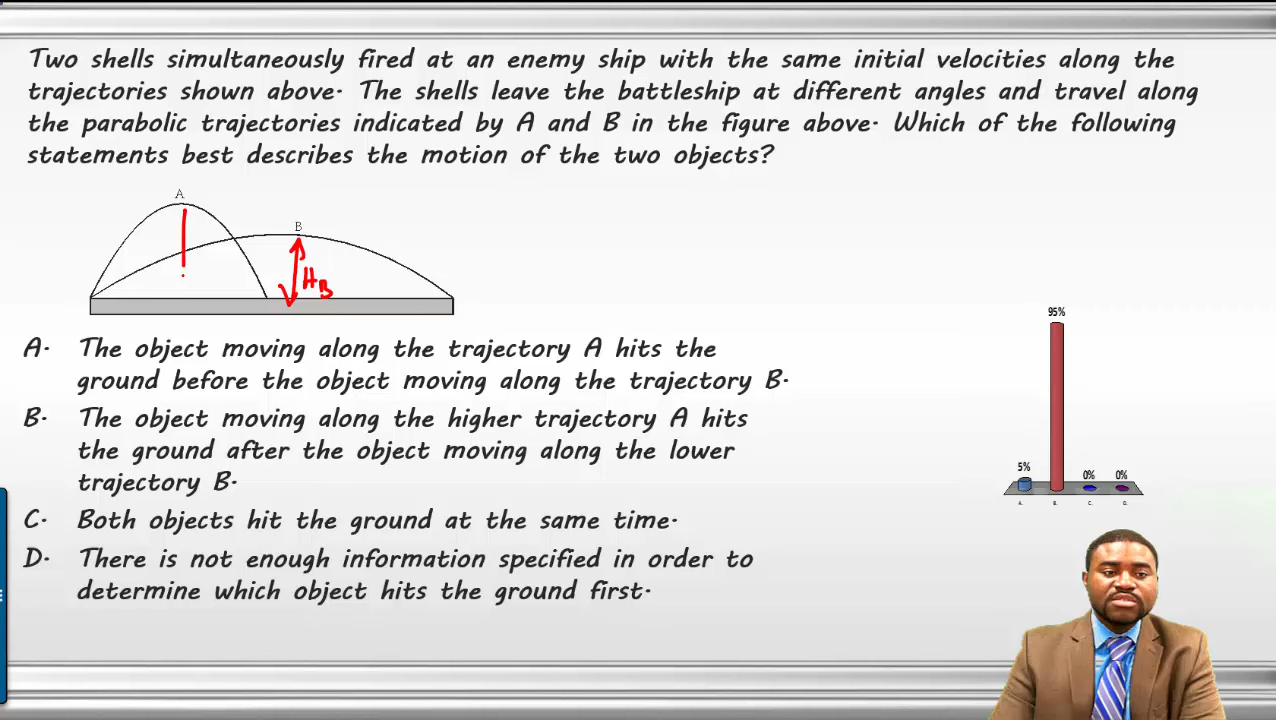 Two shells simultaneously fired at an enemy ship with the same initial velocities along the
trajectories shown above. The shells leave the battleship at different angles and travel along
the parabolic trajectories indicated by A and B in the figure above. Which of the following
statements best describes the motion of the two objects?
A
B
H_B
A. The object moving along the trajectory A hits the
ground before the object moving along the trajectory B.
B. The object moving along the higher trajectory A hits
the ground after the object moving along the lower
trajectory B.
C. Both objects hit the ground at the same time.
D. There is not enough information specified in order to
determine which object hits the ground first.
95%
5%
0%
0%
A.
B.
C.
D.